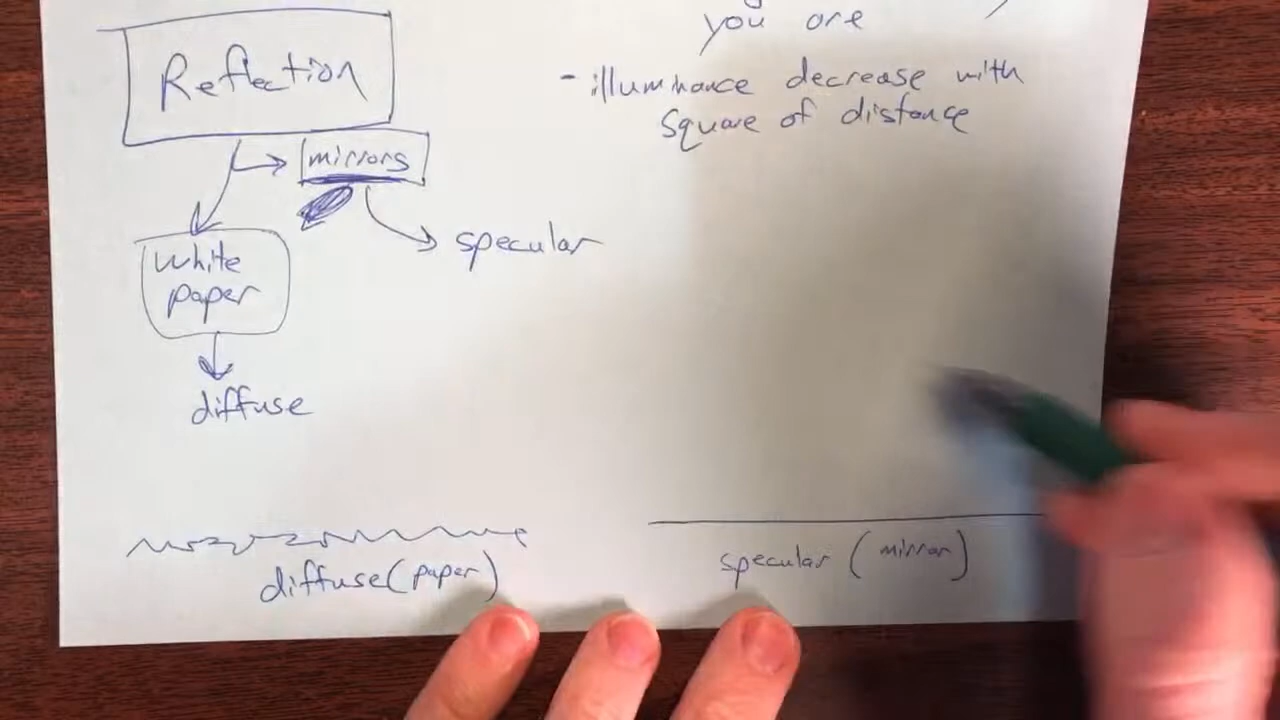 you are
- illuminance decrease with
square of distance
Reflection
mirrors
specular
white
paper
diffuse
diffuse (paper)
specular (mirror)